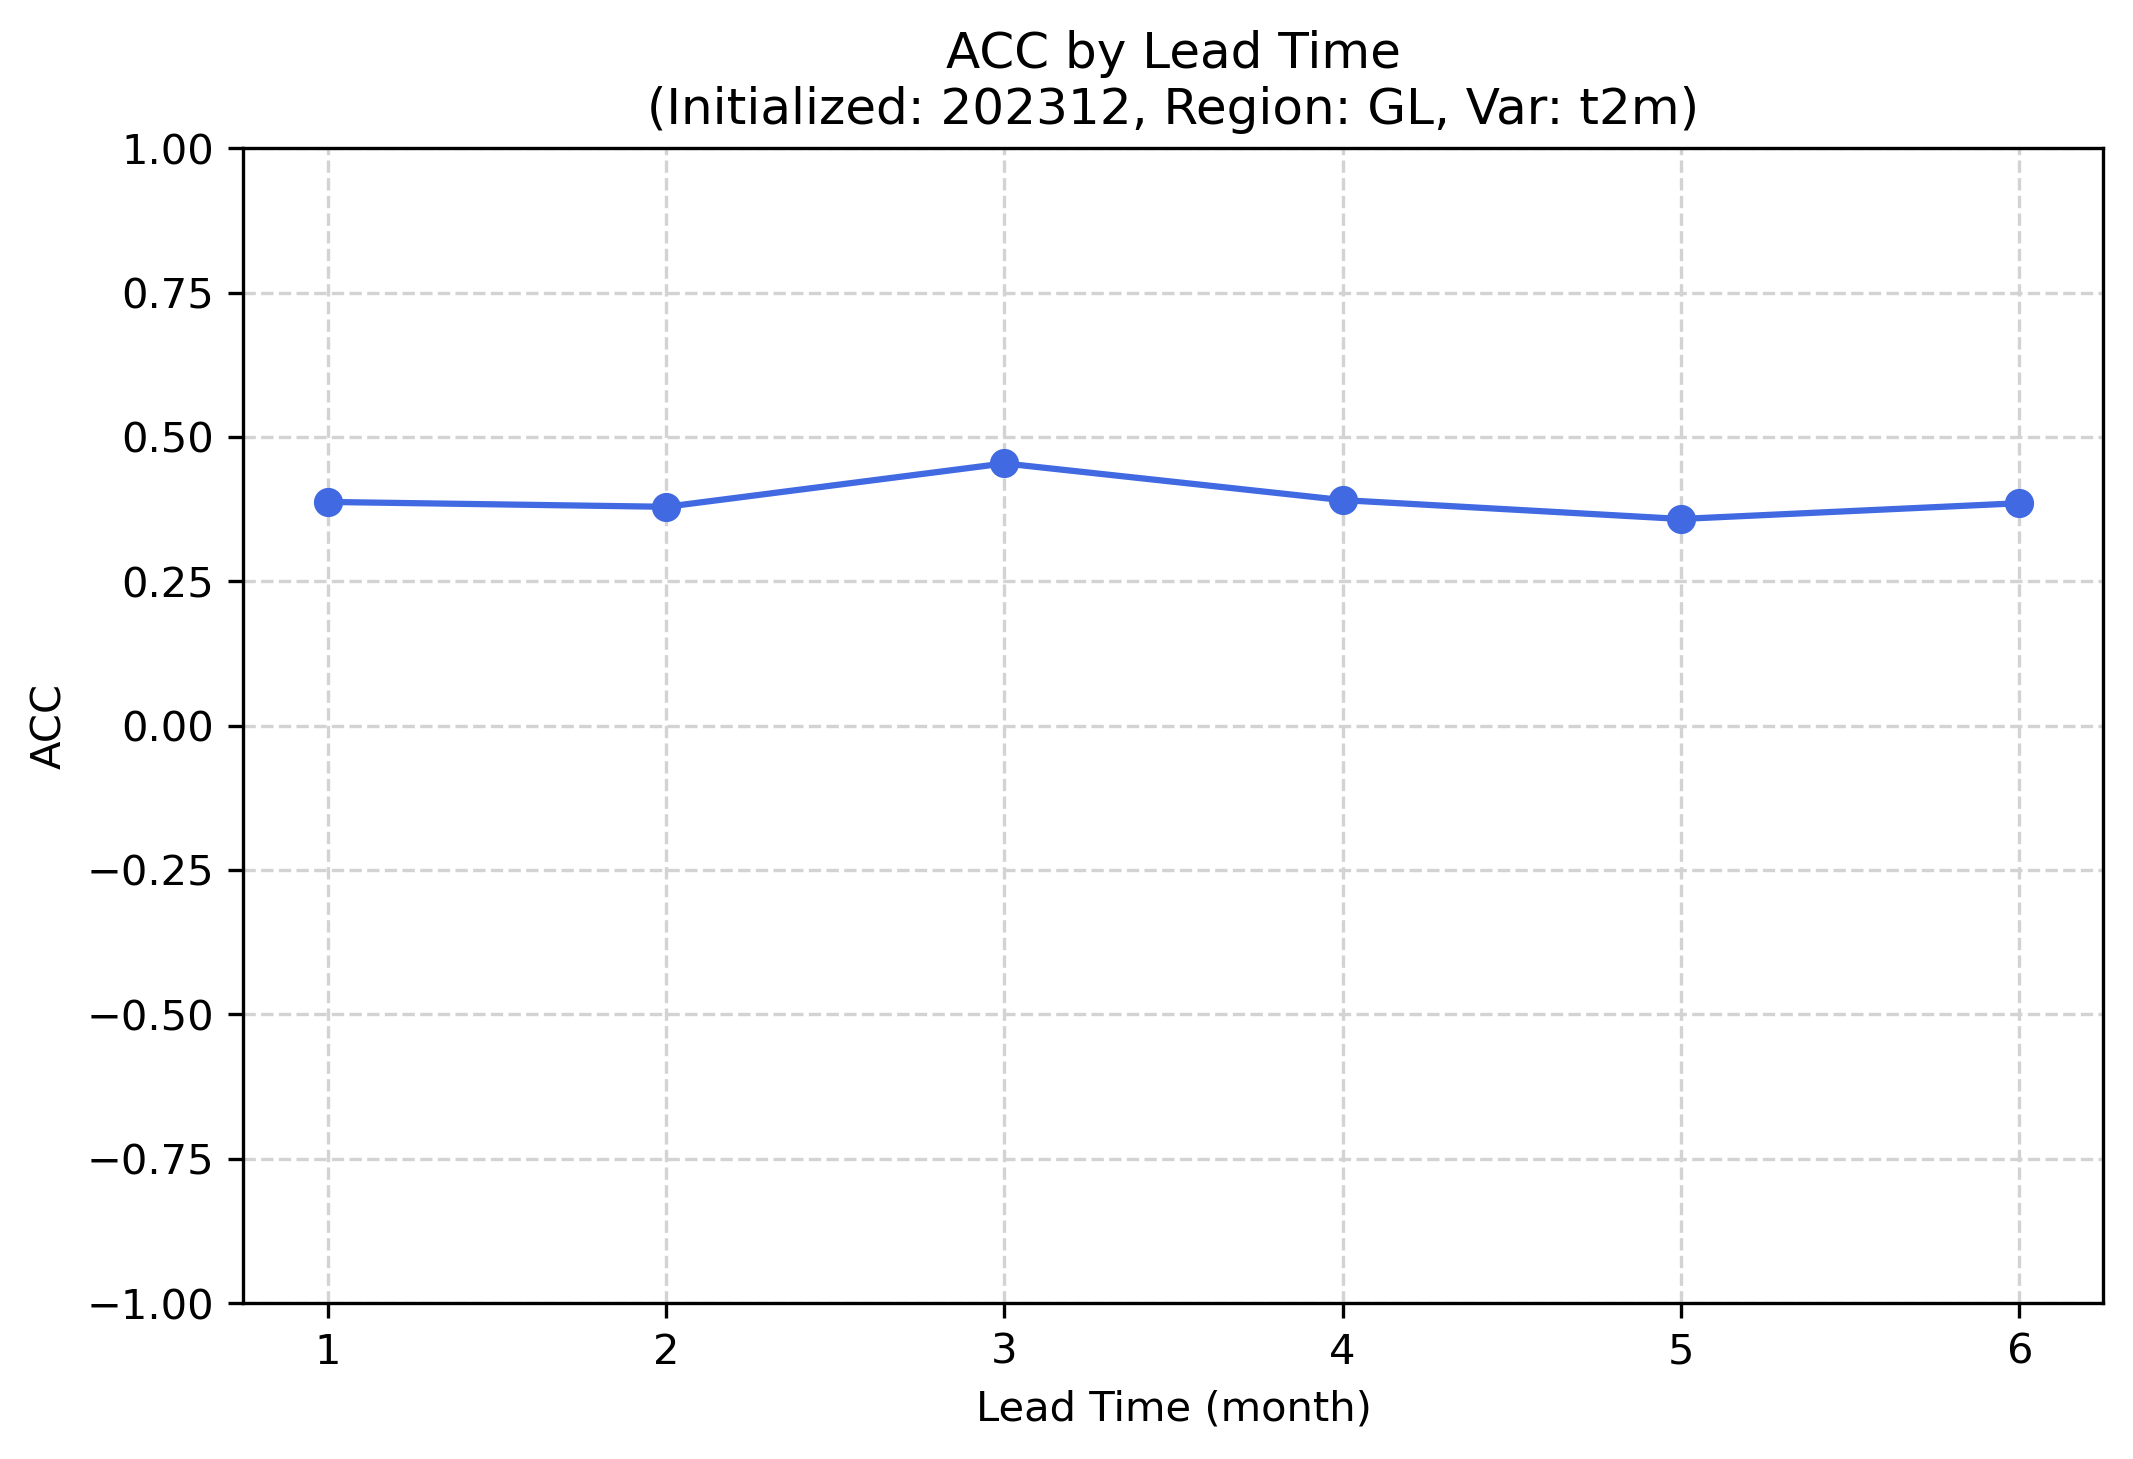 ACC by Lead Time
(Initialized: 202312, Region: GL, Var: t2m)
1.00
0.75
0.50
0.25
0.00
−0.25
−0.50
−0.75
−1.00
ACC
1 2 3 4 5 6
Lead Time (month)